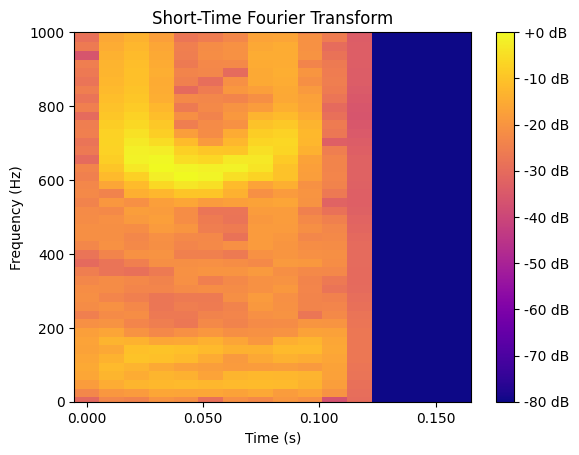 Short-Time Fourier Transform
1000
800
600
400
200
0
Frequency (Hz)
0.000
0.050
0.100
0.150
Time (s)
+0 dB
-10 dB
-20 dB
-30 dB
-40 dB
-50 dB
-60 dB
-70 dB
-80 dB